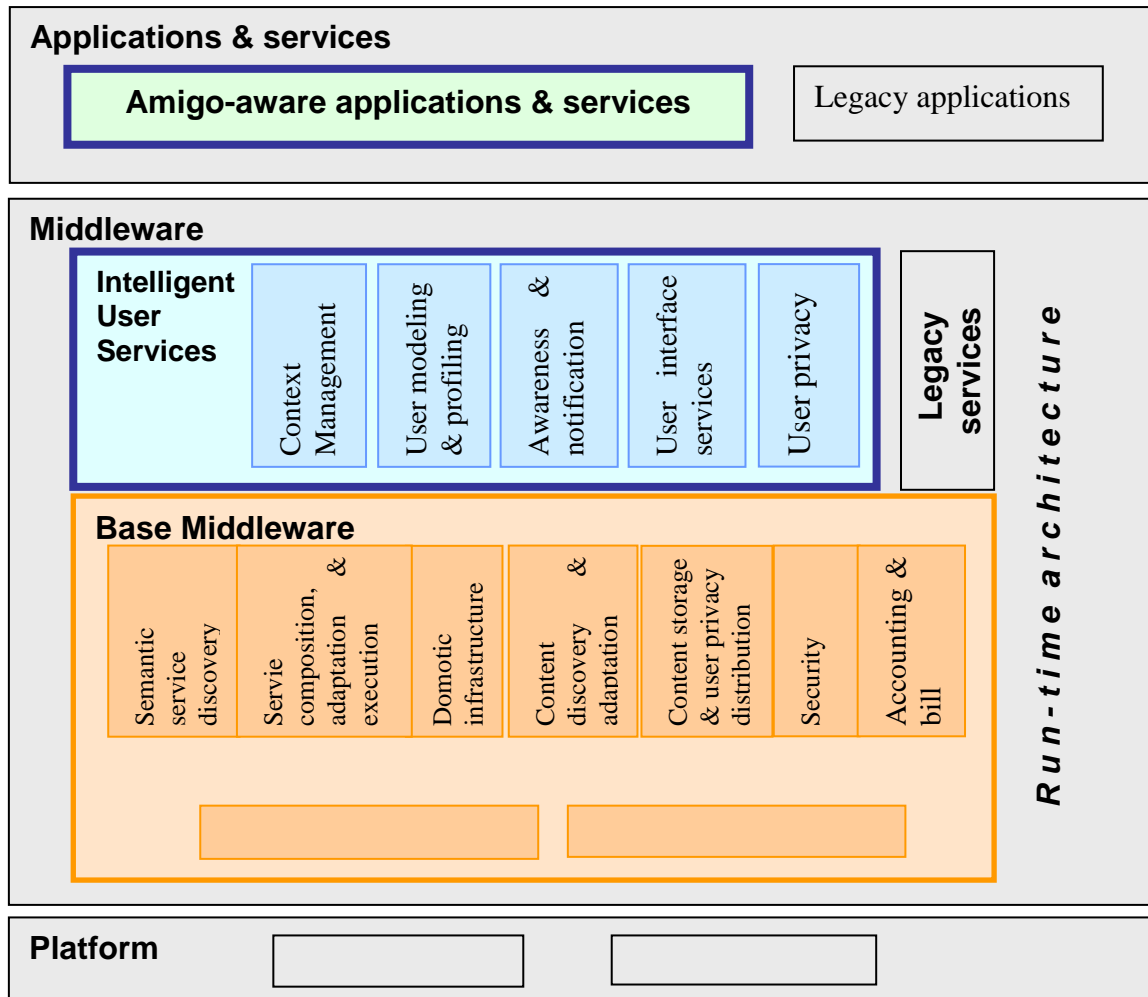 Applications & services
Amigo-aware applications & services
Legacy applications
Middleware
Intelligent
User
Services
Context
Management
User modeling
& profiling
Awareness &
notification
User interface
services
User privacy
Legacy
services
Run-time architecture
Base Middleware
Semantic
service
discovery
Servie
composition,
adaptation &
execution
Domotic
infrastructure
Content
discovery &
adaptation
Content storage
& user privacy
distribution
Security
Accounting &
bill
Platform